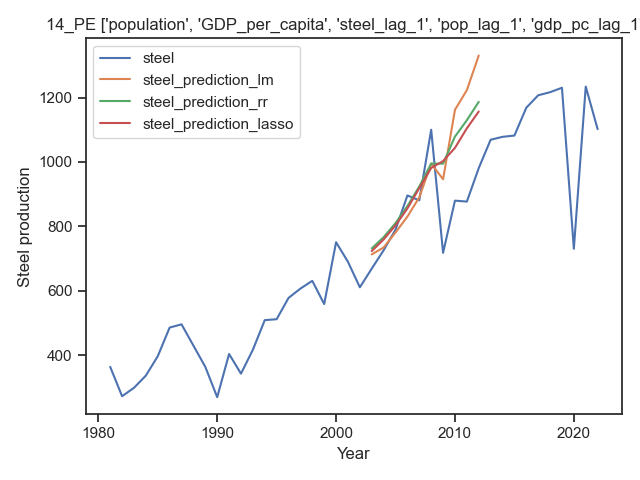 14_PE ['population', 'GDP_per_capita', 'steel_lag_1', 'pop_lag_1', 'gdp_pc_lag_1
steel
steel_prediction_lm
steel_prediction_rr
steel_prediction_lasso
Steel production
1200
1000
800
600
400
1980
1990
2000
2010
2020
Year